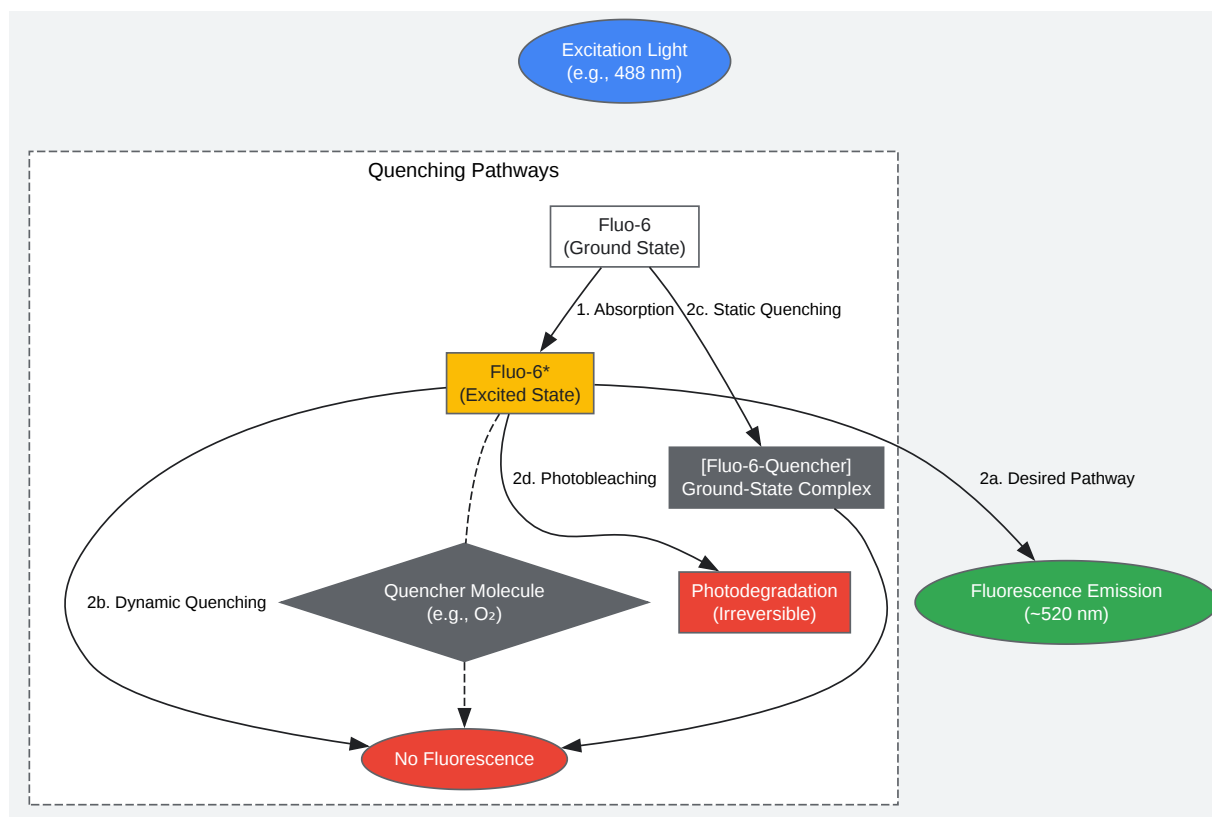 Excitation Light
(e.g., 488 nm)
Quenching Pathways
Fluo-6
(Ground State)
1. Absorption
2c. Static Quenching
Fluo-6*
(Excited State)
[Fluo-6-Quencher]
Ground-State Complex
2d. Photobleaching
2a. Desired Pathway
Quencher Molecule
(e.g., O₂)
Photodegradation
(Irreversible)
Fluorescence Emission
(~520 nm)
2b. Dynamic Quenching
No Fluorescence